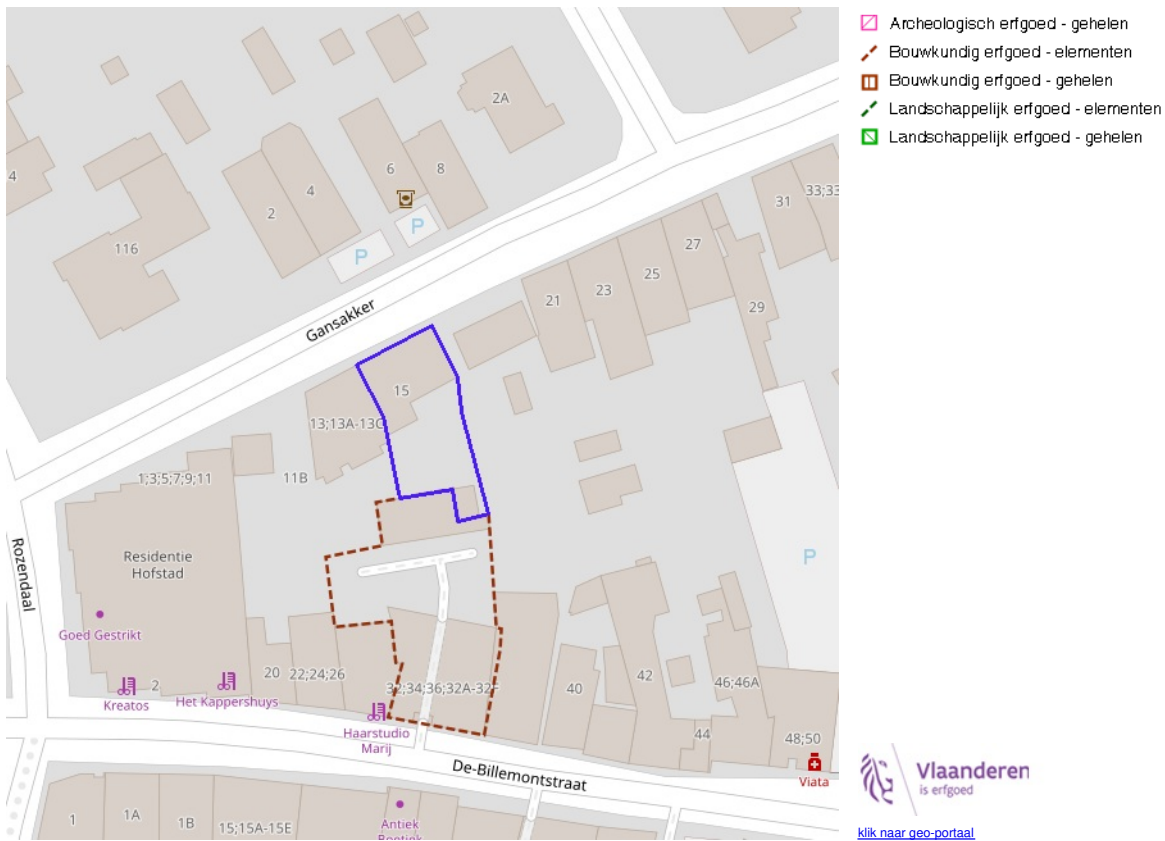 Archeologisch erfgoed - gehelen
Bouwkundig erfgoed - elementen
Bouwkundig erfgoed - gehelen
Landschappelijk erfgoed - elementen
Landschappelijk erfgoed - gehelen
2A
6
8
4
4
2
P
P
116
31
33;33
27
25
23
21
29
Gansakker
15
13;13A-13C
11B
1;3;5;7;9;11
Residentie
Hofstad
Rozendaal
P
Goed Gestrikt
20
22;24;26
32;34;36;32A-32F
40
42
46;46A
2
Kreatos
Het Kappershuys
Haarstudio
Marij
44
48;50
Viata
De-Billemontstraat
1
1A
1B
15;15A-15E
Antiek
Vlaanderen
is erfgoed
klik naar geo-portaal